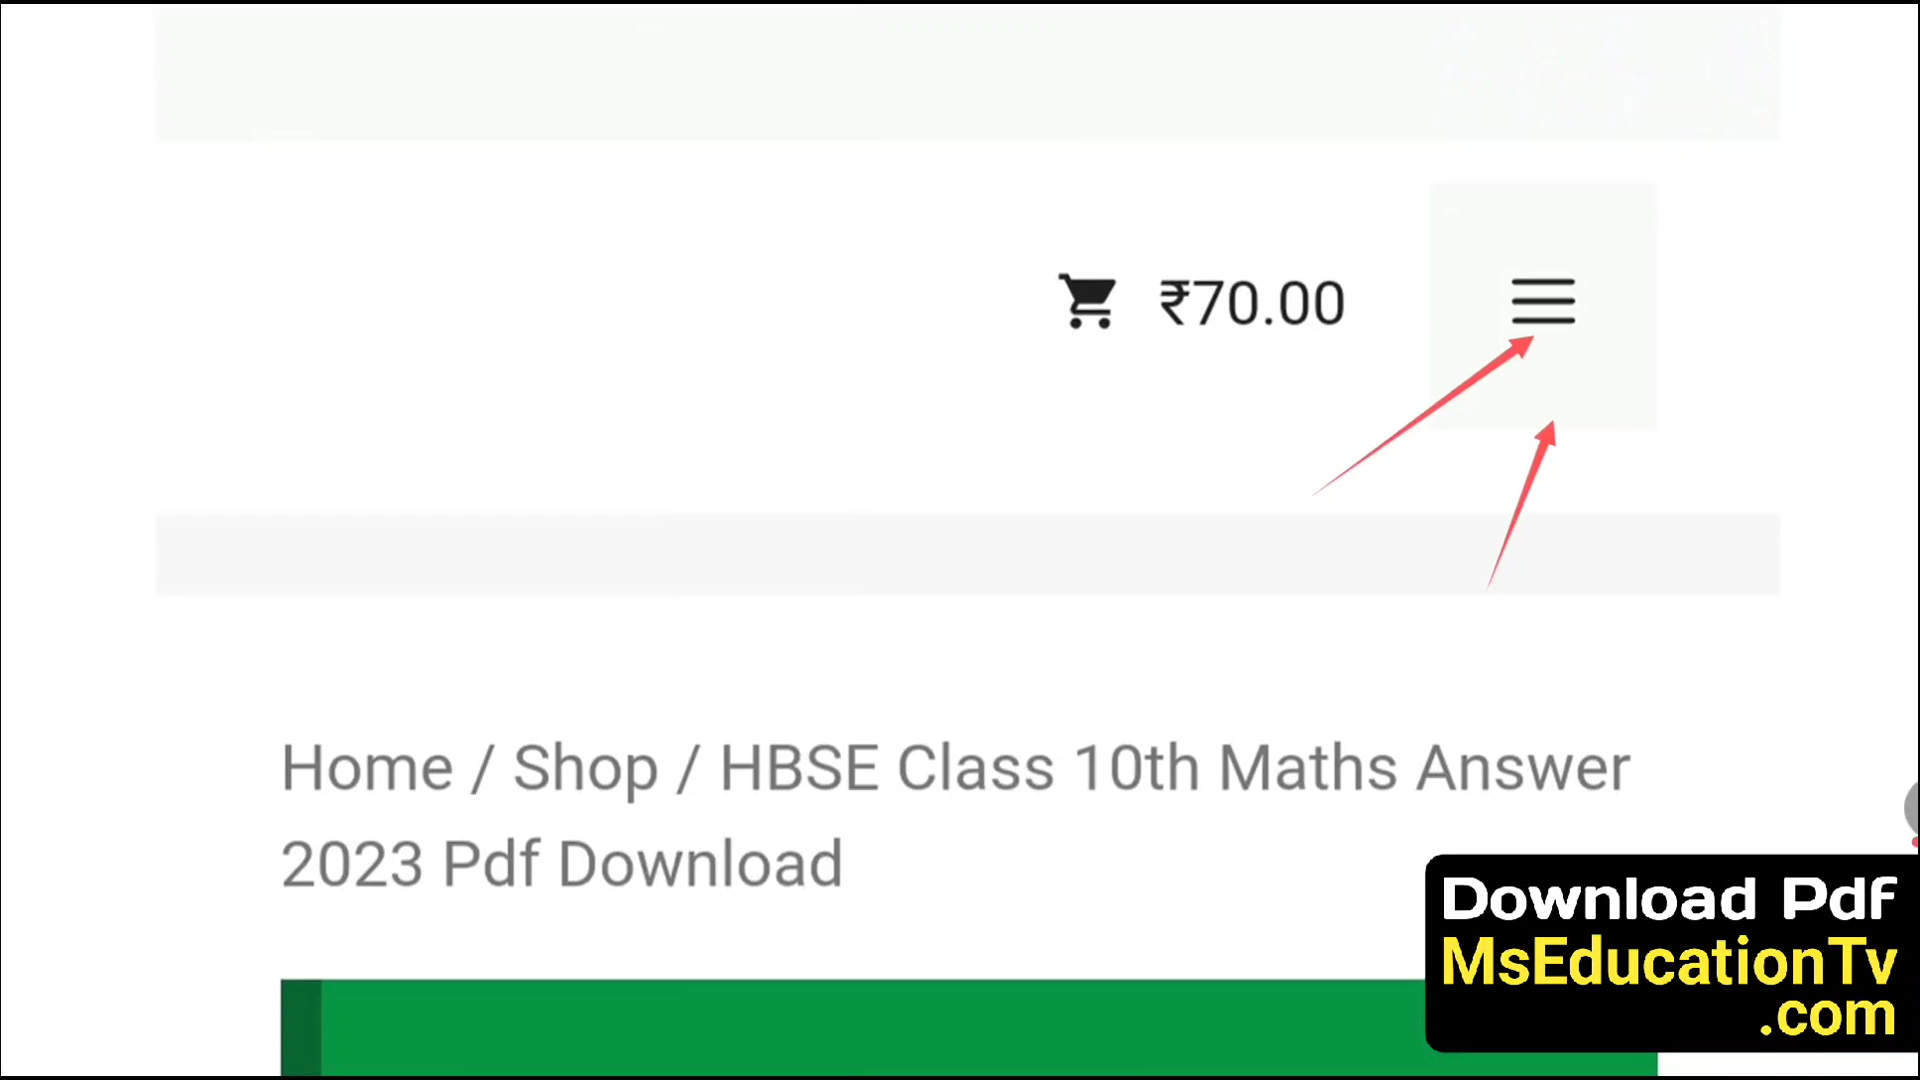 ₹70.00
Home / Shop / HBSE Class 10th Maths Answer
2023 Pdf Download
Download Pdf
MsEducationTv
.com